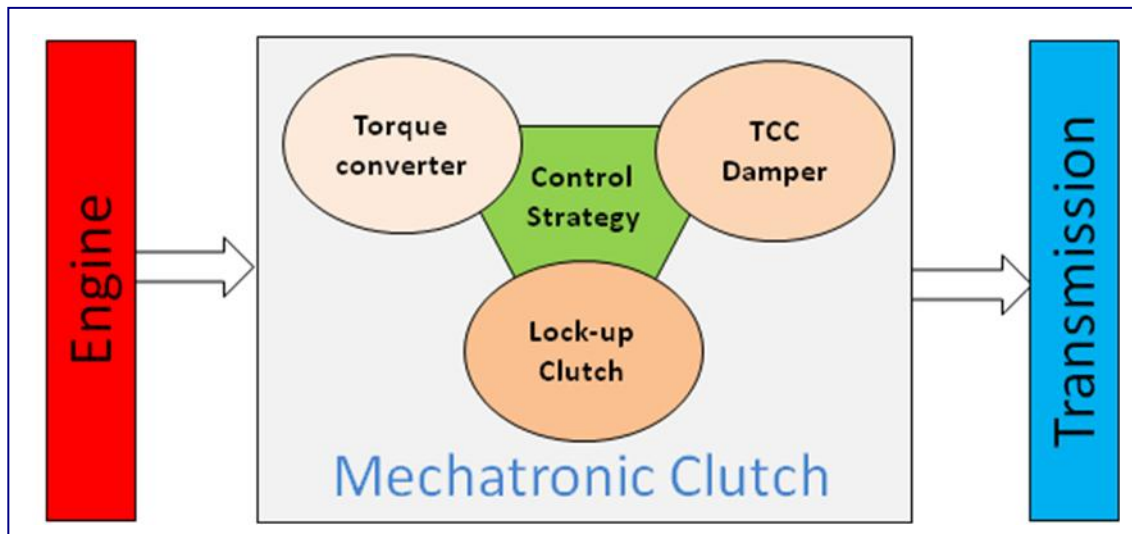 Engine
Torque
converter
Control
Strategy
TCC
Damper
Lock-up
Clutch
Mechatronic Clutch
Transmission